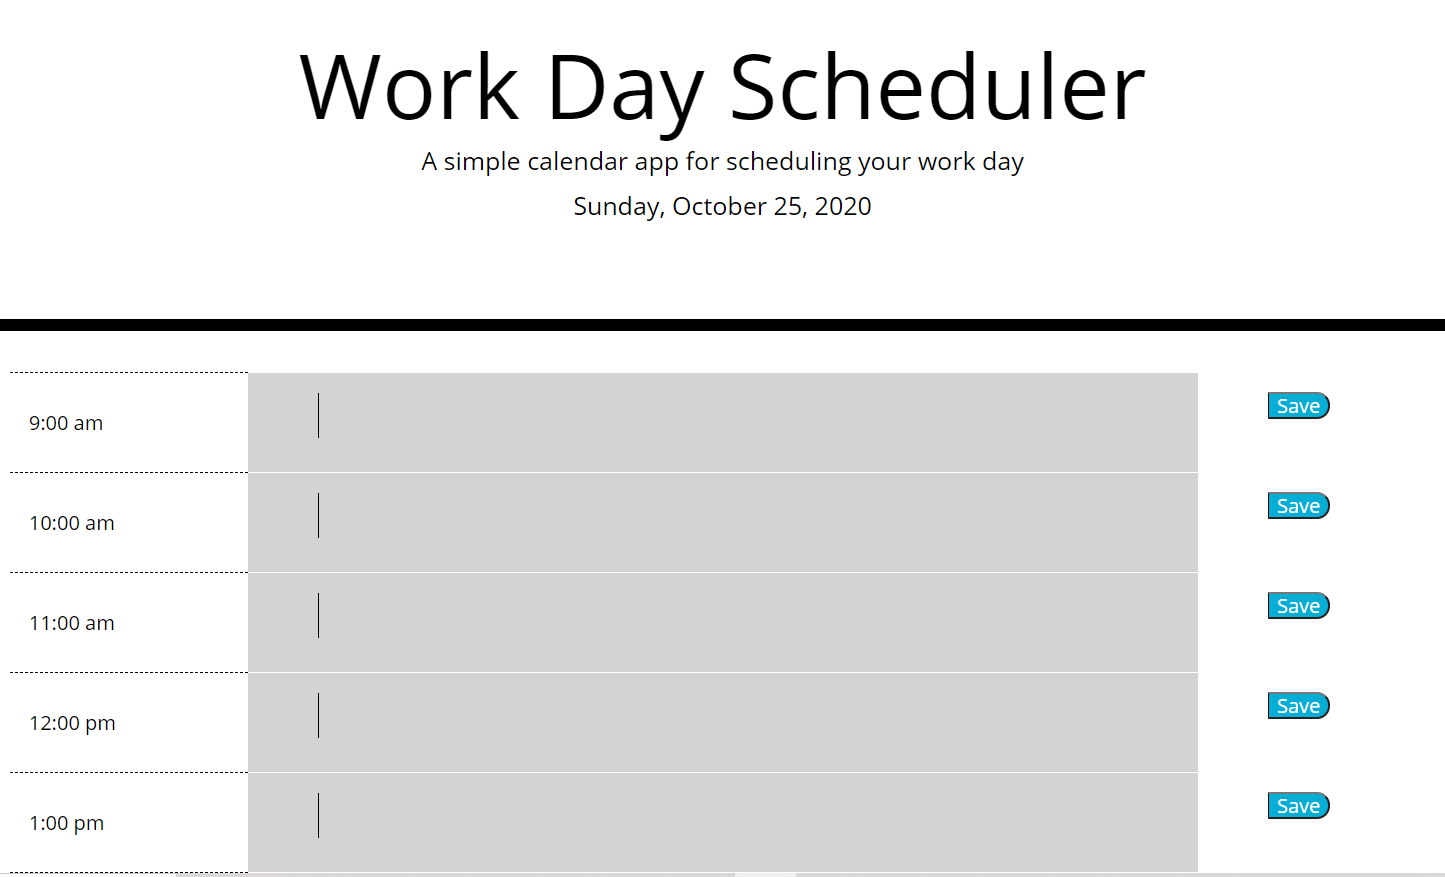 Work Day Scheduler
A simple calendar app for scheduling your work day
Sunday, October 25, 2020
9:00 am
Save
10:00 am
Save
11:00 am
Save
12:00 pm
Save
1:00 pm
Save